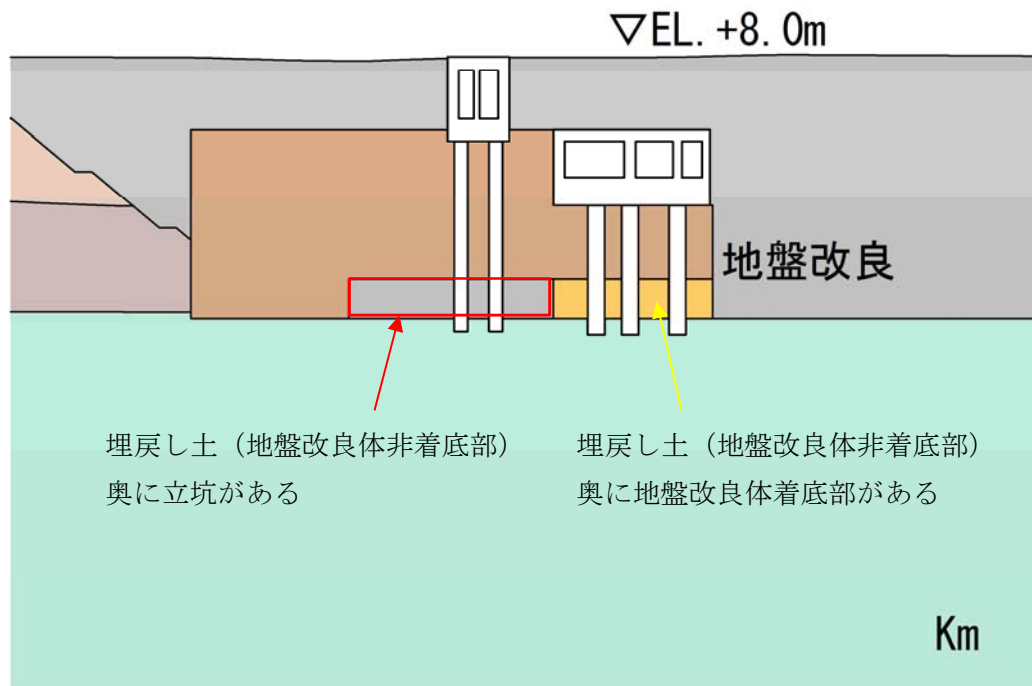 ▽EL. +8.0m
地盤改良
埋戻し土（地盤改良体非着底部）
奥に立坑がある
埋戻し土（地盤改良体非着底部）
奥に地盤改良体着底部がある
Km